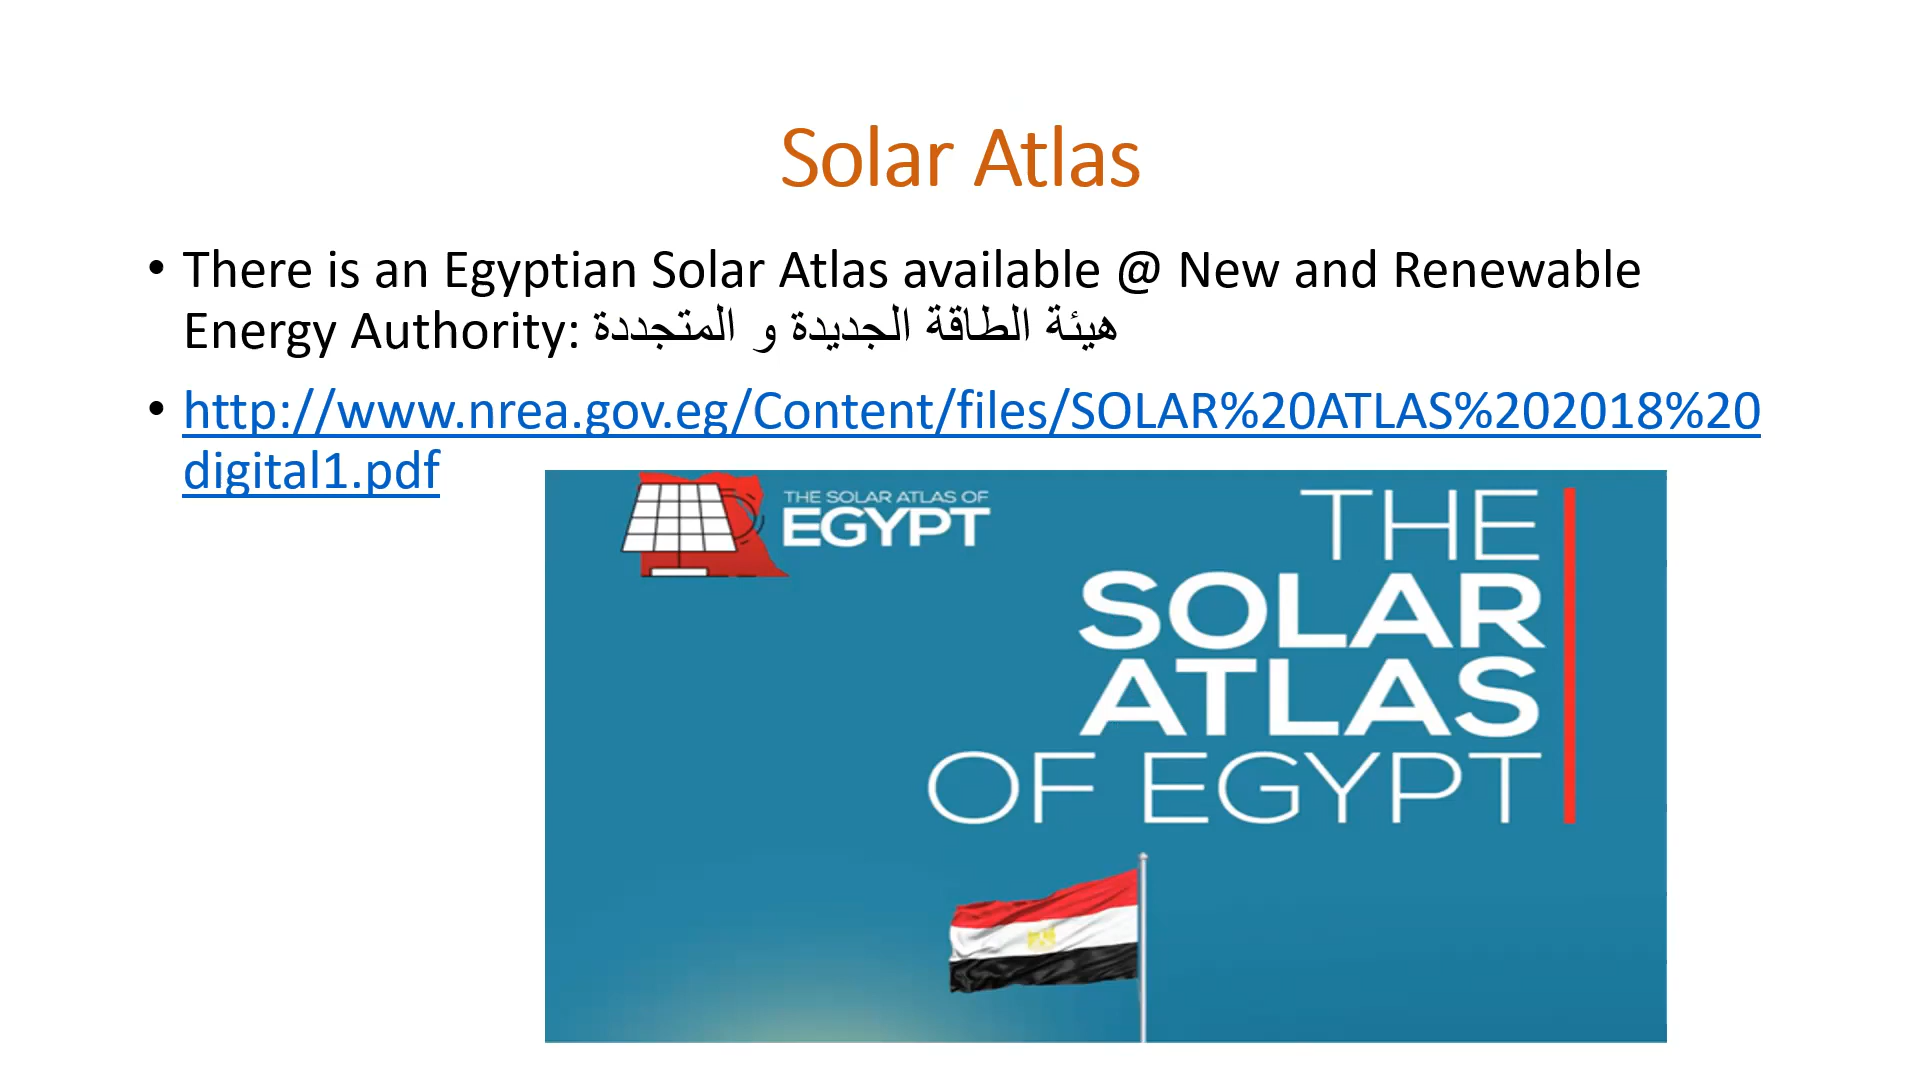 Solar Atlas
• There is an Egyptian Solar Atlas available @ New and Renewable
Energy Authority: هيئة الطاقة الجديدة و المتجددة
• http://www.nrea.gov.eg/Content/files/SOLAR%20ATLAS%202018%20
digital1.pdf
THE SOLAR ATLAS OF
EGYPT
THE
SOLAR
ATLAS
OF EGYPT